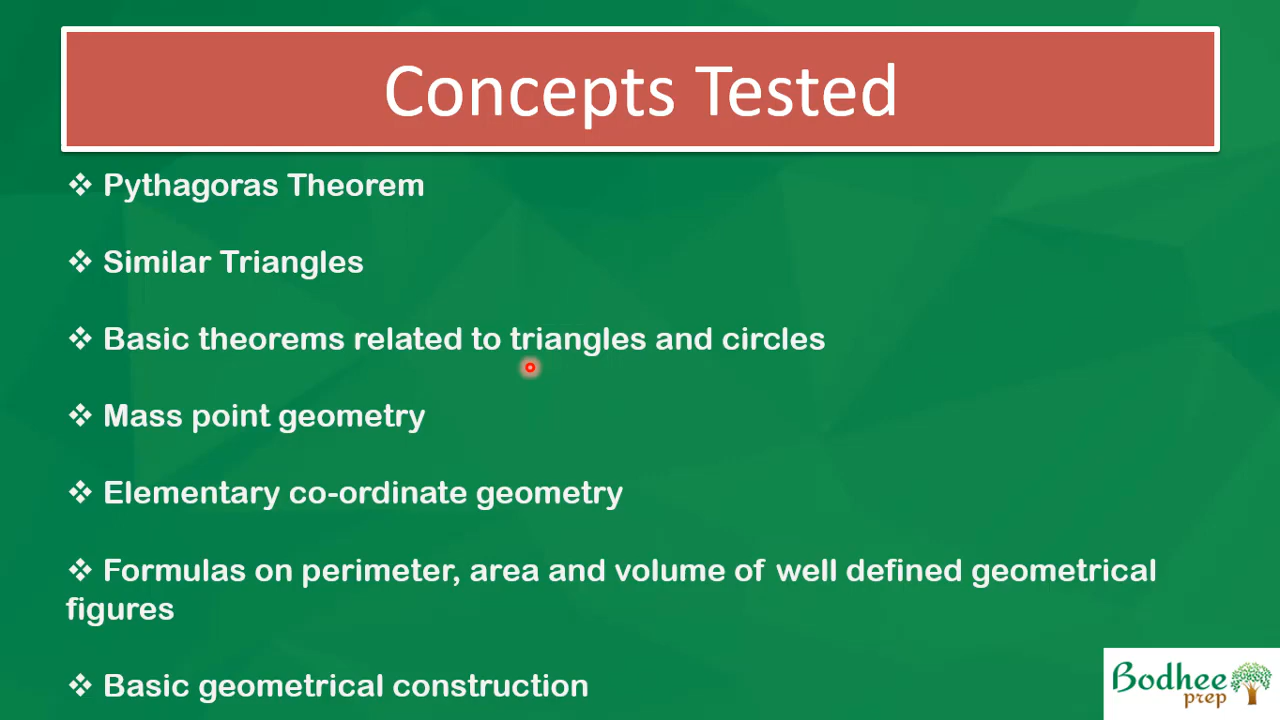 Concepts Tested
❖ Pythagoras Theorem
❖ Similar Triangles
❖ Basic theorems related to triangles and circles
❖ Mass point geometry
❖ Elementary co-ordinate geometry
❖ Formulas on perimeter, area and volume of well defined geometrical
figures
❖ Basic geometrical construction
Bodhee
prep